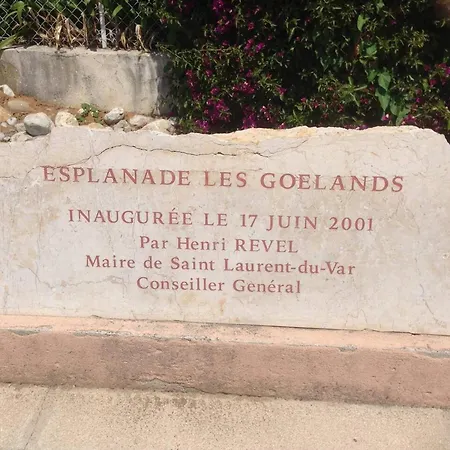 ESPLANADE LES GOELANDS
INAUGURÉE LE 17 JUIN 2001
Par Henri REVEL
Maire de Saint Laurent-du-Var
Conseiller Général